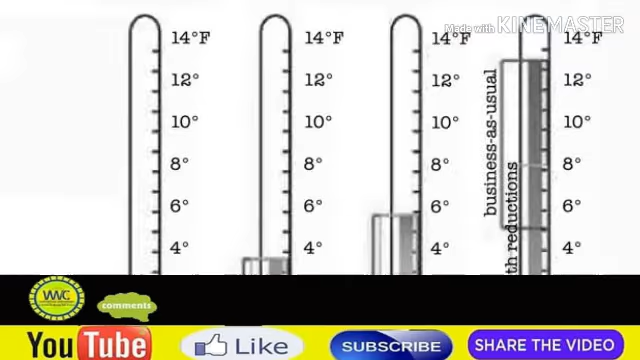 Made with KINEMASTER
14°F 14°F 14°F 14°F
12° 12° 12° 12°
10° 10° 10° 10°
8° 8° 8° 8°
6° 6° 6° 6°
4° 4° 4° 4°
business-as-usual
th reductions
WC
comments
YouTube
Like
SUBSCRIBE
SHARE THE VIDEO